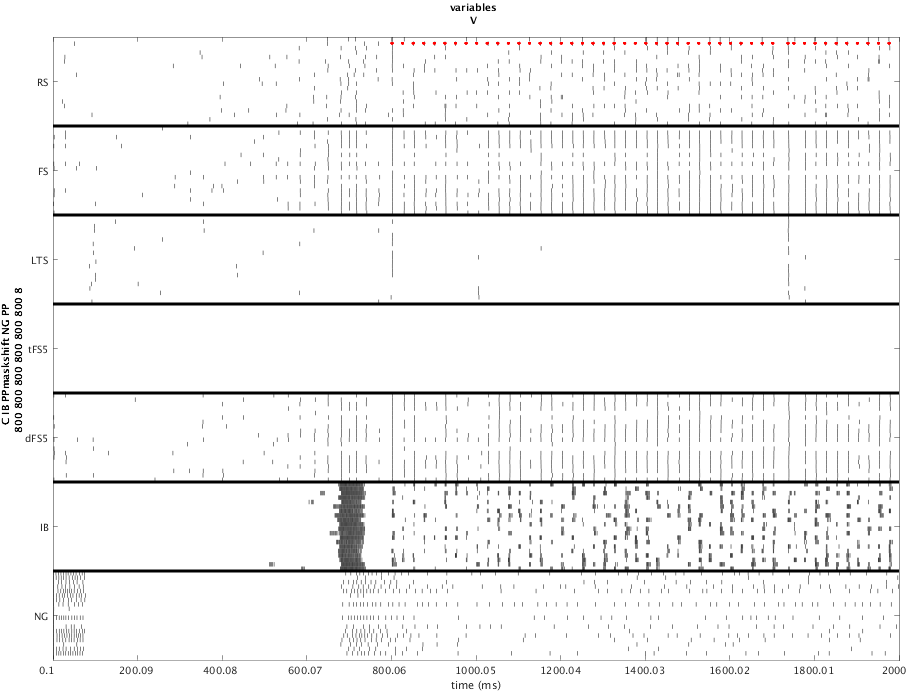 variables
V
RS
FS
LTS
tFS5
dFS5
IB
NG
C IB PPmaskshift NG PP
800 800 800 800 800 800 8
0.1 200.09 400.08 600.07 800.06 1000.05 1200.04 1400.03 1600.02 1800.01 2000
time (ms)